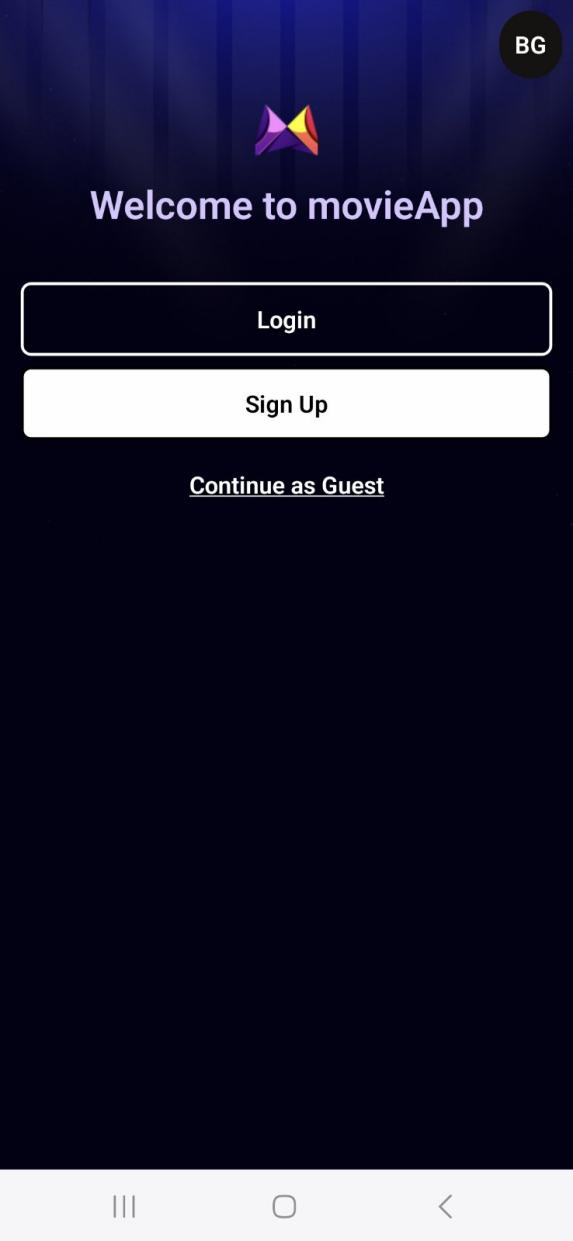 BG
Welcome to movieApp
Login
Sign Up
Continue as Guest